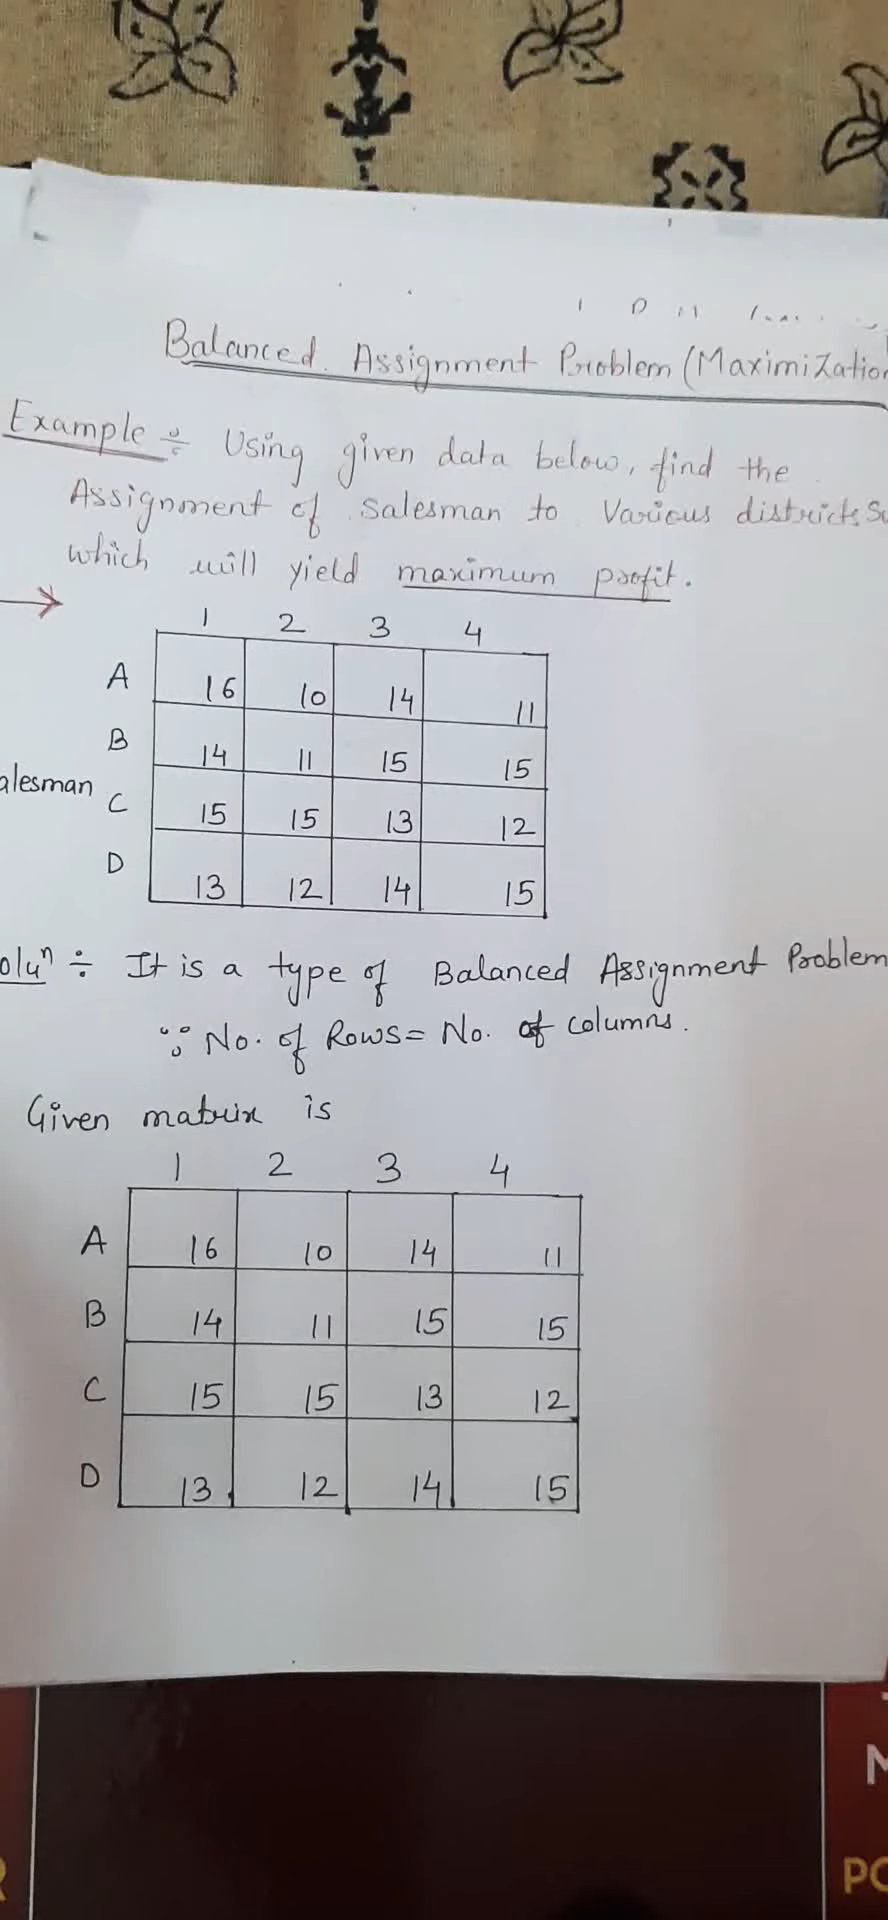 Balanced. Assignment Problem (Maximization
Example ÷ Using given data below, find the
Assignment of salesman to various districts
which will yield maximum profit.
1 2 3 4
A 16 10 14 11
B 14 11 15 15
alesman
C 15 15 13 12
D 13 12 14 15
oluⁿ ÷ It is a type of Balanced Assignment Problem
∵ No. of Rows = No. of columns.
Given matrix is
1 2 3 4
A 16 10 14 11
B 14 11 15 15
C 15 15 13 12
D 13 12 14 15
PO